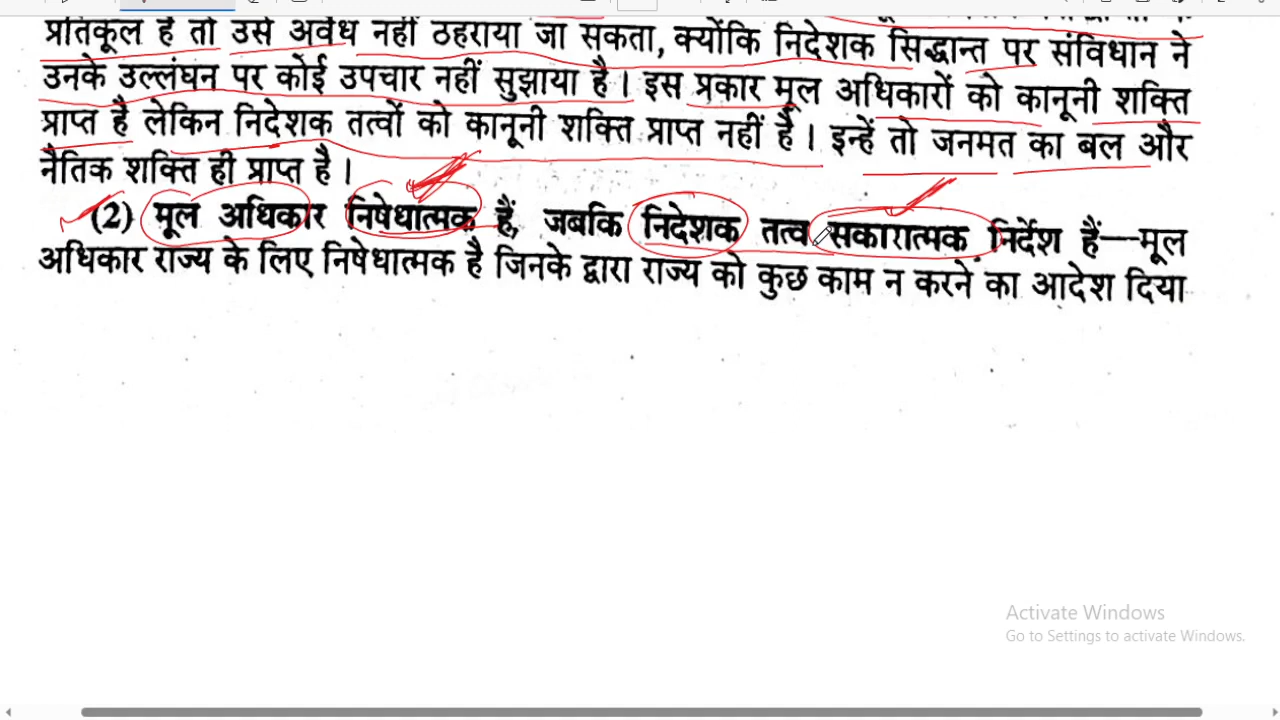 प्रतिकूल है तो उसे अवैध नहीं ठहराया जा सकता, क्योंकि निदेशक सिद्धान्त पर संविधान ने
उनके उल्लंघन पर कोई उपचार नहीं सुझाया है। इस प्रकार मूल अधिकारों को कानूनी शक्ति
प्राप्त है लेकिन निदेशक तत्वों को कानूनी शक्ति प्राप्त नहीं है। इन्हें तो जनमत का बल और
नैतिक शक्ति ही प्राप्त है।
(2) मूल अधिकार निषेधात्मक हैं, जबकि निदेशक तत्व सकारात्मक निर्देश हैं—मूल
अधिकार राज्य के लिए निषेधात्मक है जिनके द्वारा राज्य को कुछ काम न करने का आदेश दिया
Activate Windows
Go to Settings to activate Windows.